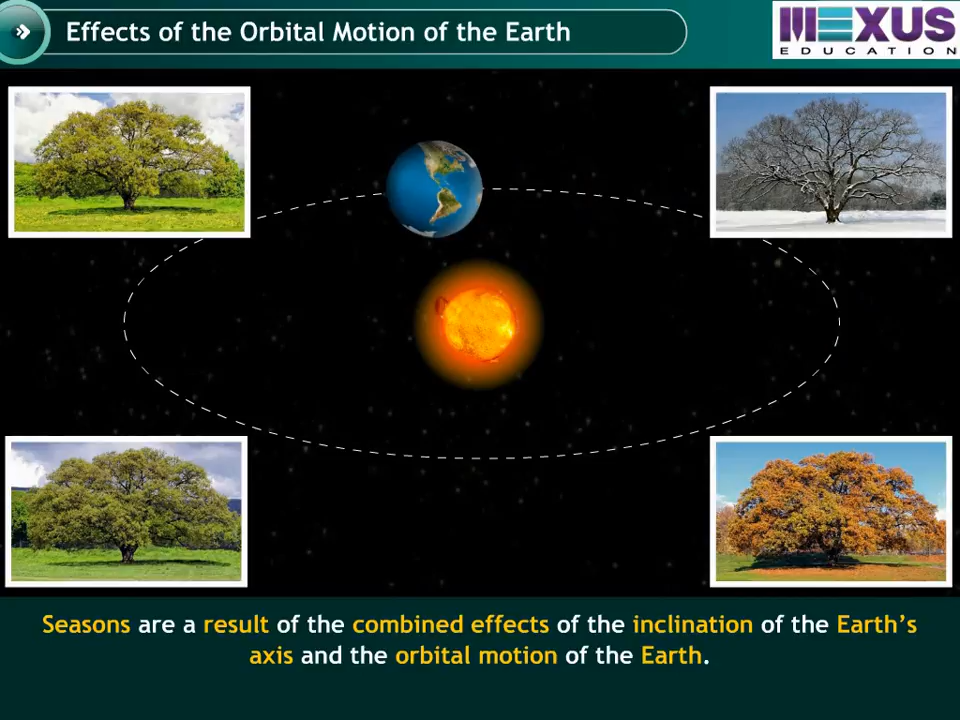 Effects of the Orbital Motion of the Earth
MEXUS
EDUCATION
Seasons are a result of the combined effects of the inclination of the Earth’s
axis and the orbital motion of the Earth.